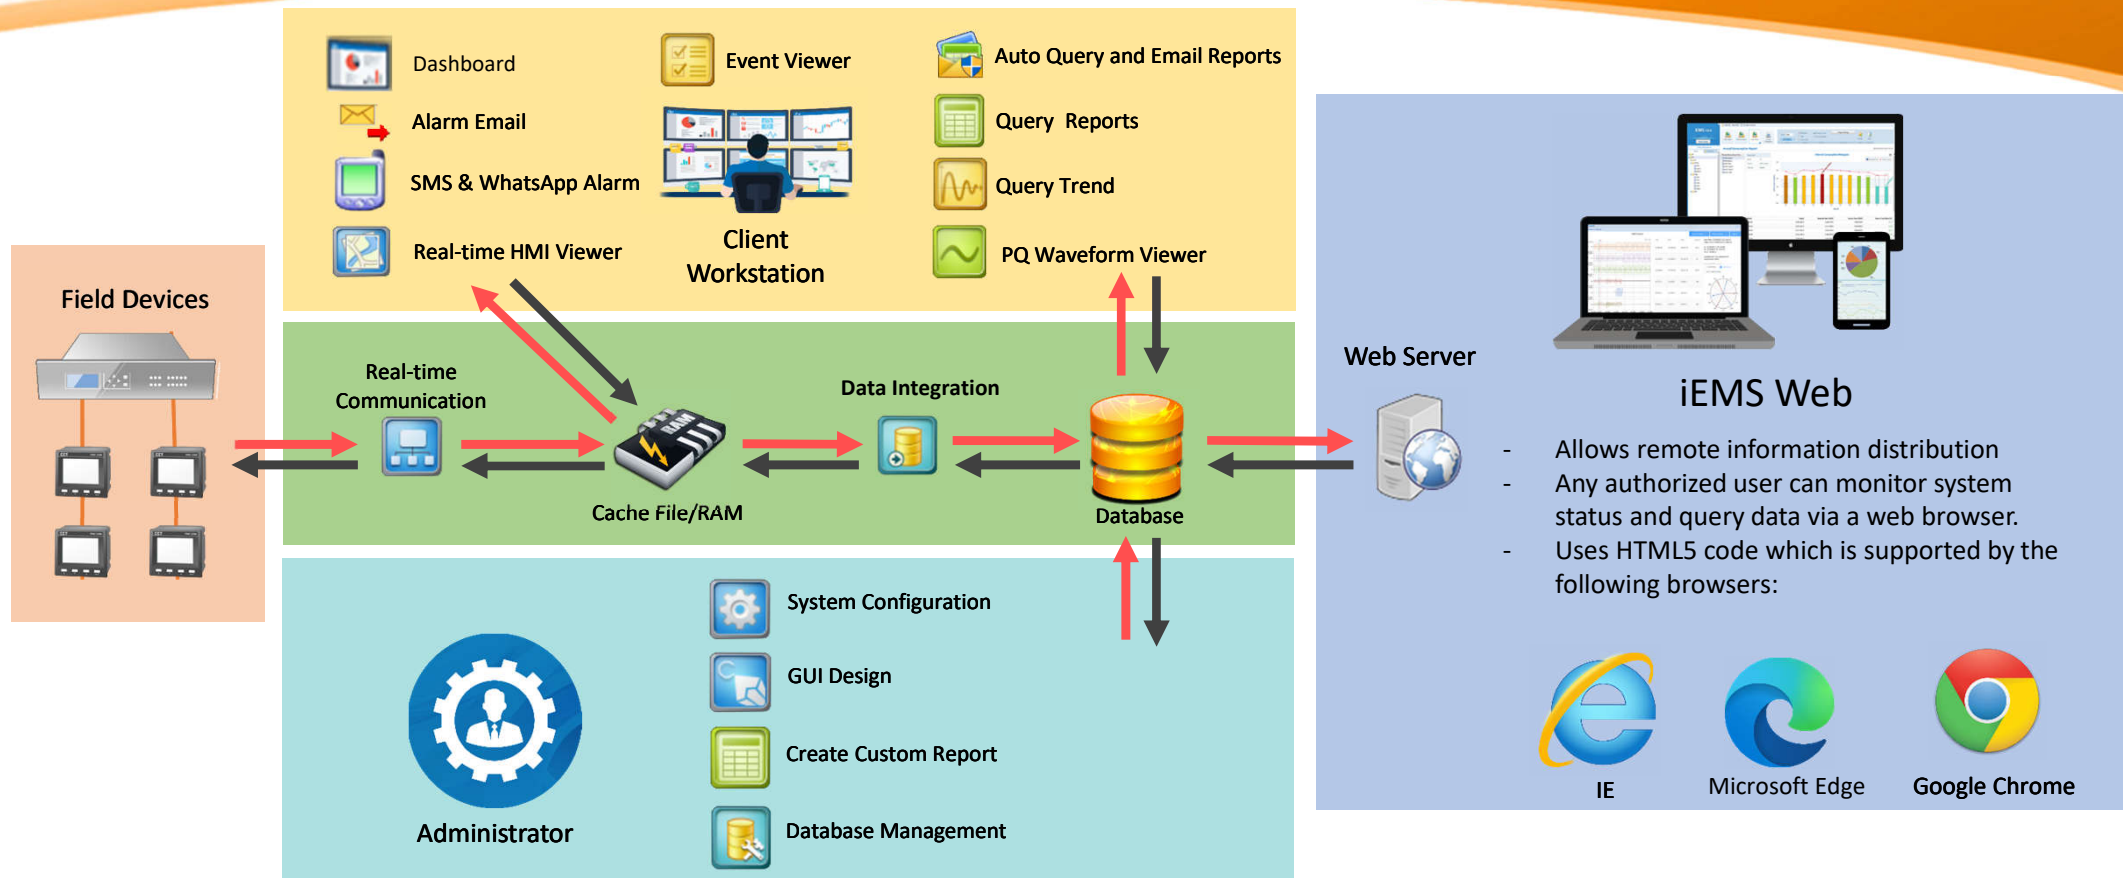 Dashboard
Alarm Email
SMS & WhatsApp Alarm
Real-time HMI Viewer
Event Viewer
Client
Workstation
Auto Query and Email Reports
Query Reports
Query Trend
PQ Waveform Viewer
Field Devices
Real-time
Communication
RAM
Cache File/RAM
Data Integration
Database
System Configuration
GUI Design
Create Custom Report
Database Management
Administrator
Web Server
iEMS Web
- Allows remote information distribution
- Any authorized user can monitor system
status and query data via a web browser.
- Uses HTML5 code which is supported by the
following browsers:
IE
Microsoft Edge
Google Chrome